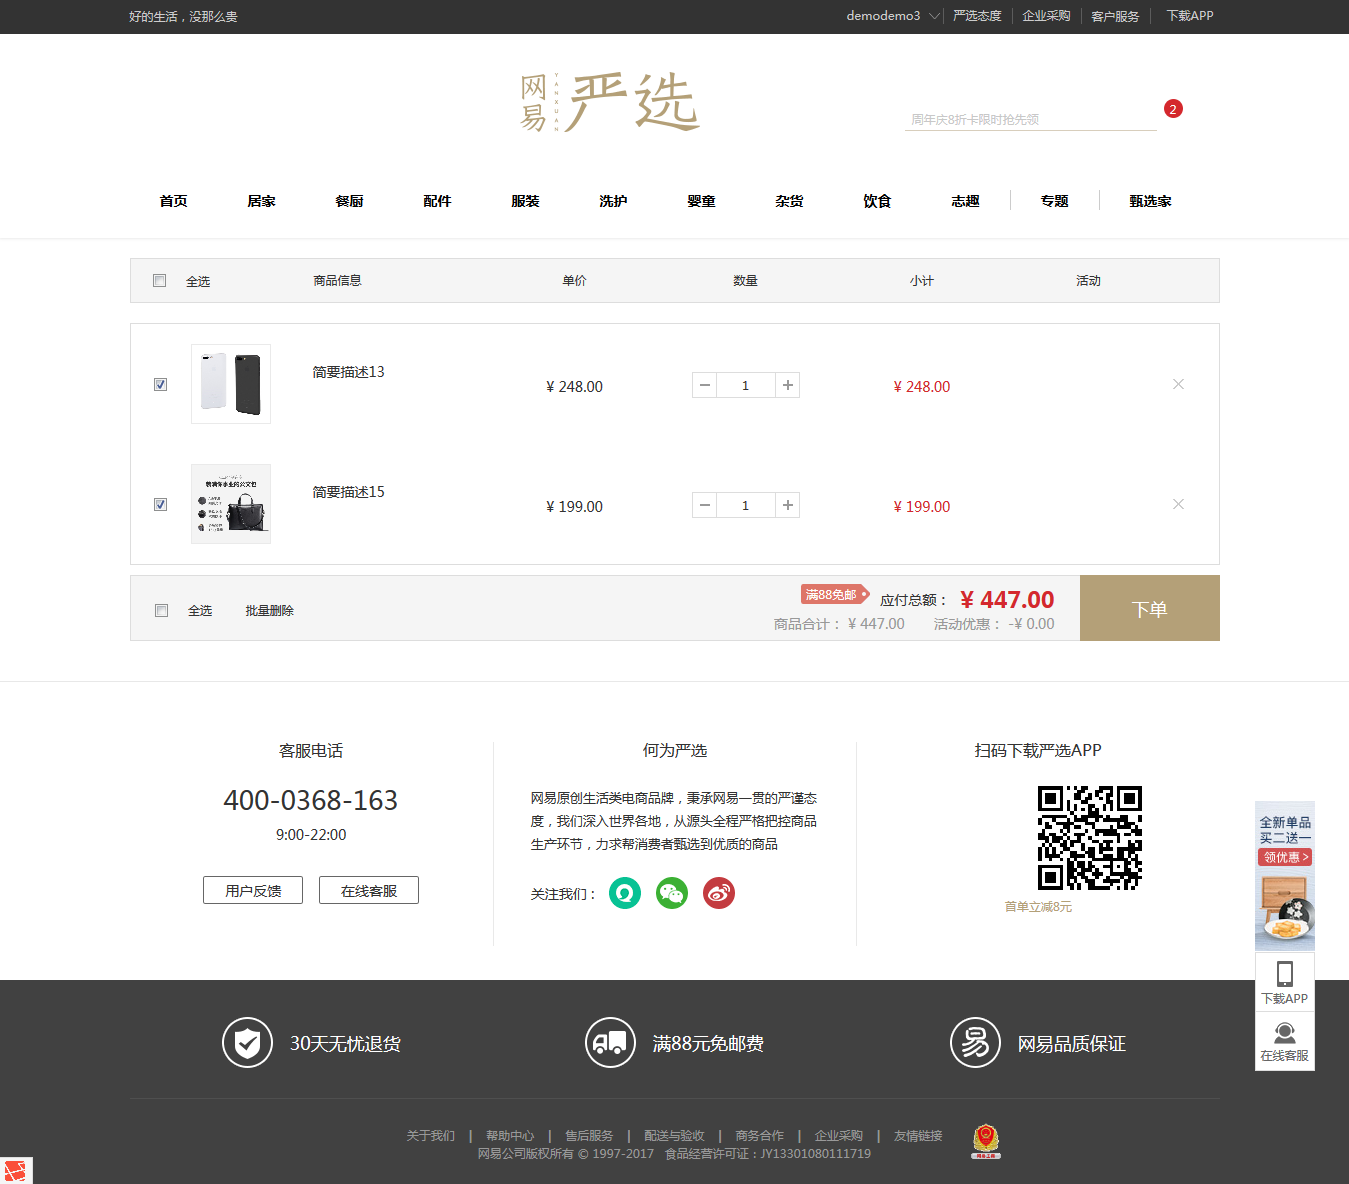 好的生活，没那么贵
demodemo3 严选态度 企业采购 客户服务 下载APP
网易 YANXUAN 严选
周年庆8折卡限时抢先领
2
首页 居家 餐厨 配件 服装 洗护 婴童 杂货 饮食 志趣 专题 甄选家
全选 商品信息 单价 数量 小计 活动
简要描述13
¥ 248.00 1 ¥ 248.00
简要描述15
¥ 199.00 1 ¥ 199.00
满88免邮 应付总额： ¥ 447.00
全选 批量删除
下单
商品合计： ¥ 447.00 活动优惠： -¥ 0.00
客服电话
400-0368-163
9:00-22:00
用户反馈 在线客服
何为严选
网易原创生活类电商品牌，秉承网易一贯的严谨态
度，我们深入世界各地，从源头全程严格把控商品
生产环节，力求帮消费者甄选到优质的商品
关注我们：
扫码下载严选APP
首单立减8元
全新单品
买二送一
领优惠 >
下载APP
在线客服
30天无忧退货 满88元免邮费 易 网易品质保证
关于我们 | 帮助中心 | 售后服务 | 配送与验收 | 商务合作 | 企业采购 | 友情链接
网易公司版权所有 © 1997-2017 食品经营许可证：JY13301080111719